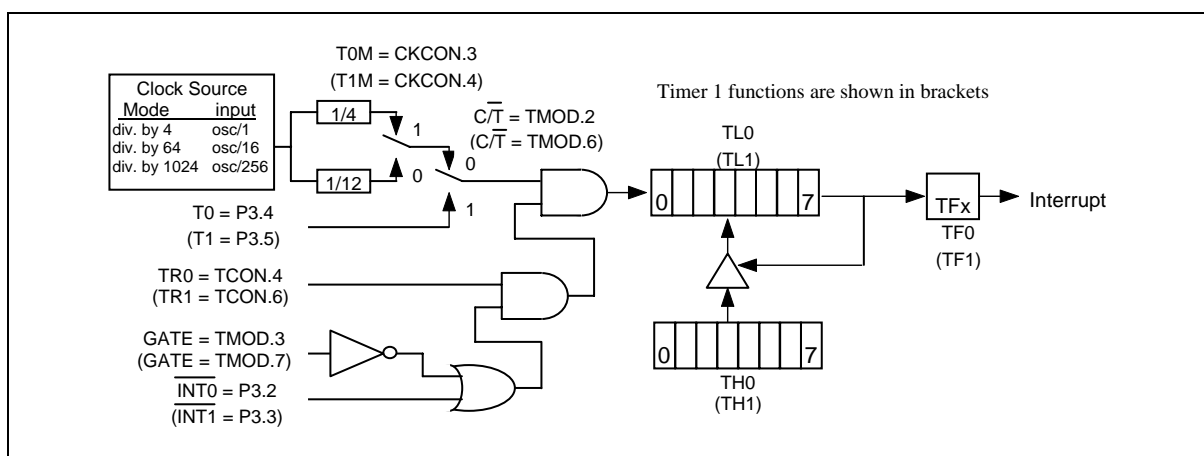 T0M = CKCON.3
(T1M = CKCON.4)
Clock Source
Mode input
div. by 4 osc/1
div. by 64 osc/16
div. by 1024 osc/256
1/4
1/12
1
0
C/T̅ = TMOD.2
(C/T̅ = TMOD.6)
0
1
Timer 1 functions are shown in brackets
TL0
(TL1)
0 7
TFx
TF0
(TF1)
Interrupt
T0 = P3.4
(T1 = P3.5)
TR0 = TCON.4
(TR1 = TCON.6)
GATE = TMOD.3
(GATE = TMOD.7)
I̅N̅T̅0̅ = P3.2
(I̅N̅T̅1̅ = P3.3)
0 7
TH0
(TH1)